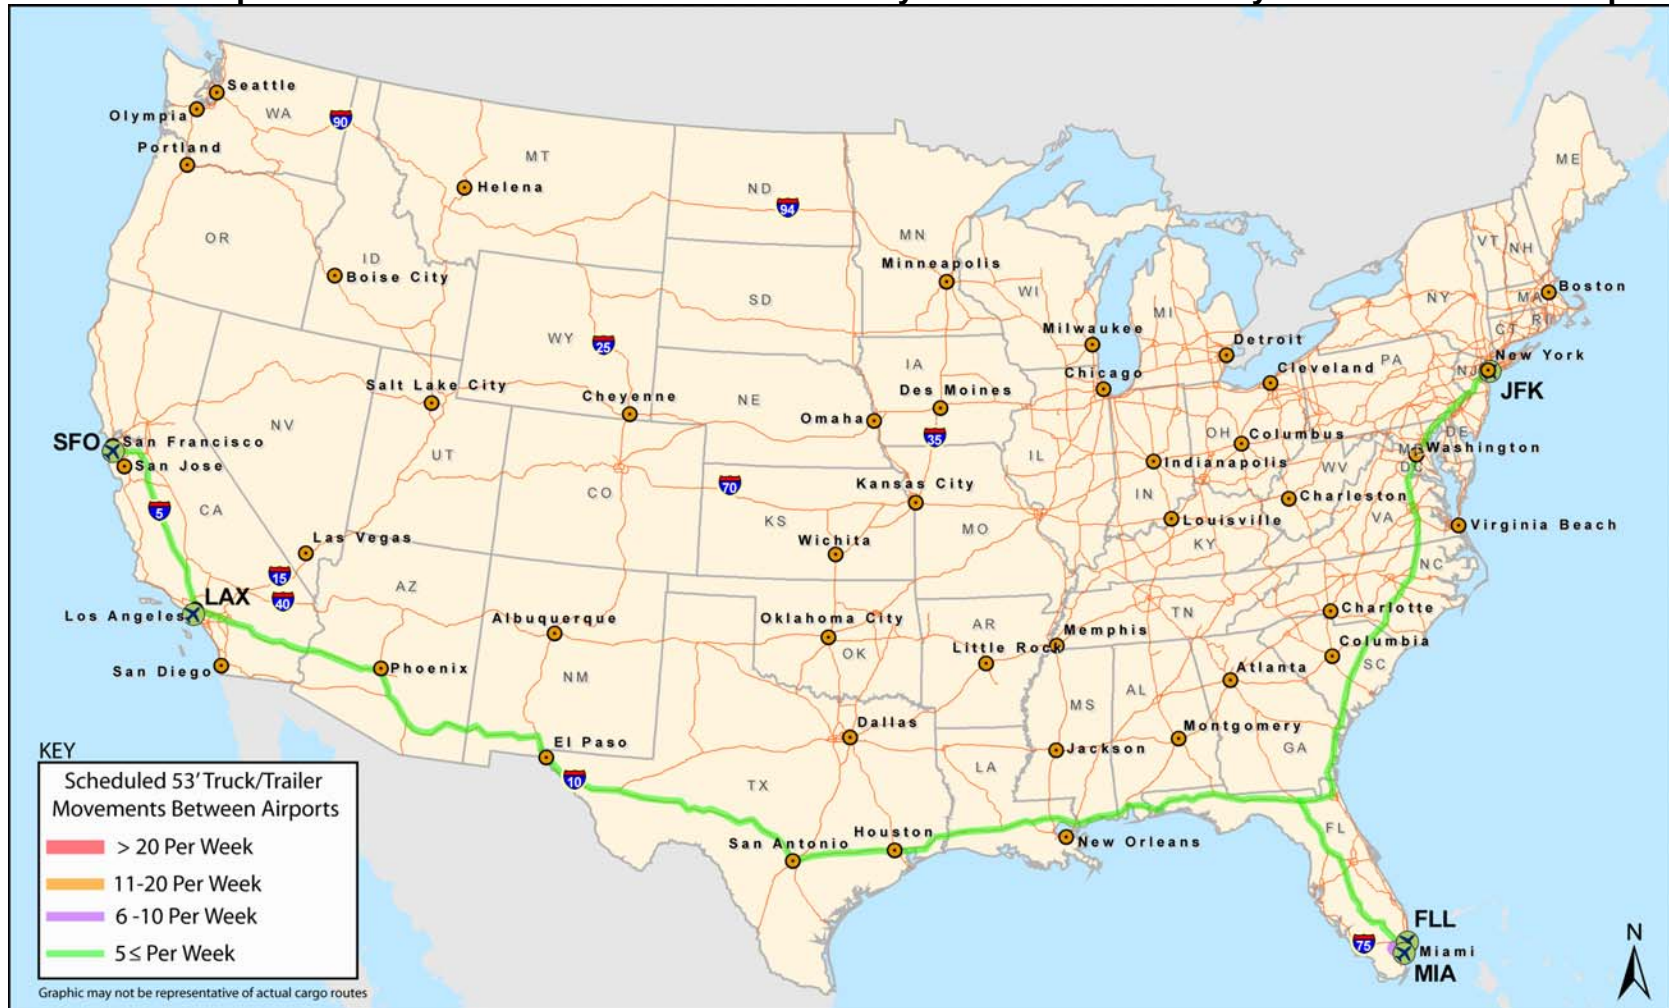 Seattle
Olympia
WA
90
Portland
MT
Helena
ND
94
MN
Minneapolis
OR
ID
Boise City
SD
WI
MI
ME
VT
NH
NY
Boston
MA
RI
CT
WY
25
Milwaukee
Detroit
Chicago
Cleveland
PA
New York
NJ
JFK
IA
Des Moines
Salt Lake City
Cheyenne
NE
Omaha
35
OH
Columbus
DE
MD
Washington
DC
SFO
San Francisco
San Jose
NV
UT
CO
70
Kansas City
IL
Indianapolis
IN
WV
Charleston
VA
Virginia Beach
5
CA
KS
MO
Louisville
KY
Las Vegas
Wichita
15
40
AZ
NC
LAX
Los Angeles
Albuquerque
Oklahoma City
OK
AR
Little Rock
Memphis
TN
Charlotte
Columbia
SC
San Diego
Phoenix
NM
MS
AL
Atlanta
GA
Dallas
Jackson
Montgomery
El Paso
10
TX
LA
San Antonio
Houston
New Orleans
FL
FLL
75
Miami
MIA
N
KEY
Scheduled 53' Truck/Trailer
Movements Between Airports
> 20 Per Week
11-20 Per Week
6 -10 Per Week
5≤ Per Week
Graphic may not be representative of actual cargo routes